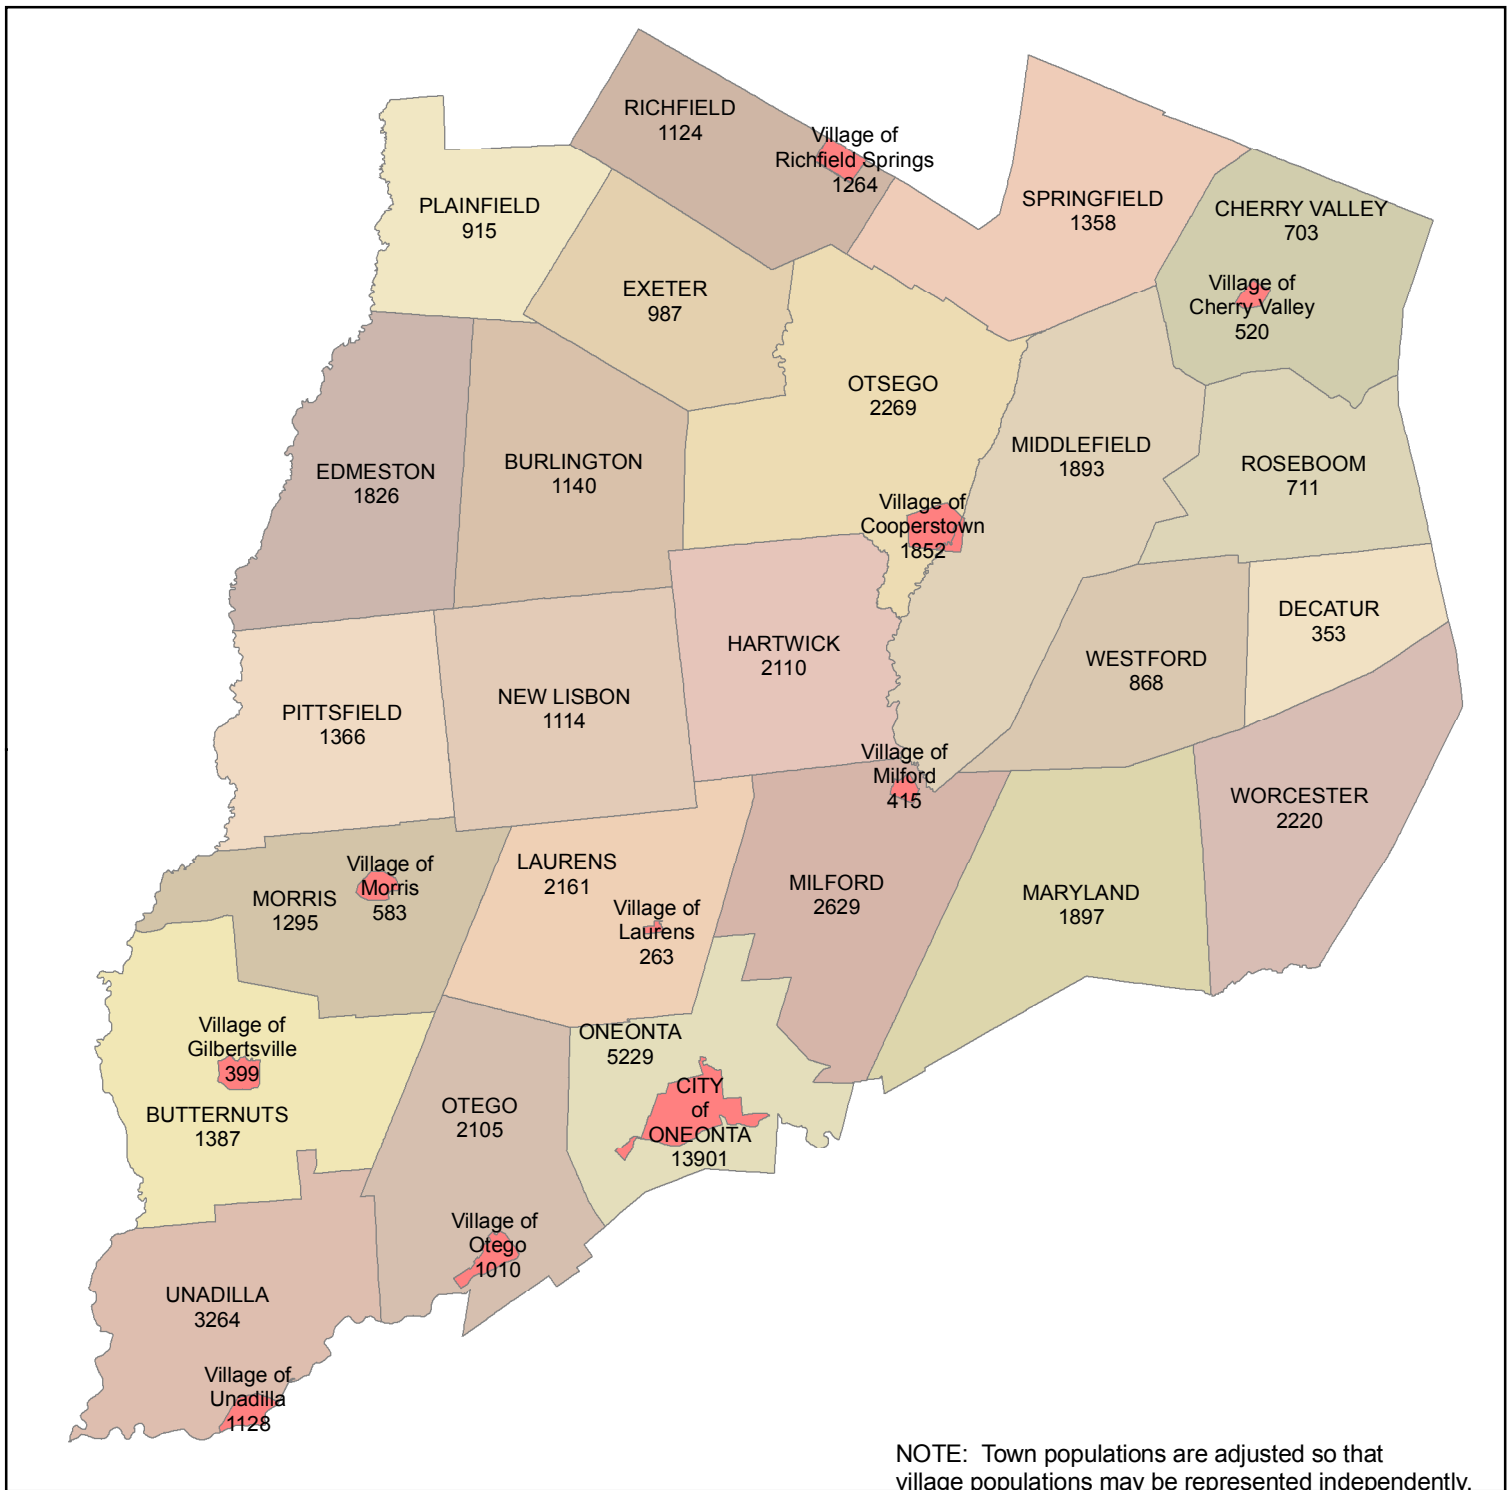 RICHFIELD
1124
Village of
Richfield Springs
1264
PLAINFIELD
915
SPRINGFIELD
1358
CHERRY VALLEY
703
Village of
Cherry Valley
520
EXETER
987
OTSEGO
2269
MIDDLEFIELD
1893
ROSEBOOM
711
EDMESTON
1826
BURLINGTON
1140
Village of
Cooperstown
1852
DECATUR
353
HARTWICK
2110
WESTFORD
868
PITTSFIELD
1366
NEW LISBON
1114
Village of
Milford
415
WORCESTER
2220
LAURENS
2161
Village of
Morris
583
MORRIS
1295
MILFORD
2629
MARYLAND
1897
Village of
Laurens
263
Village of
Gilbertsville
399
ONEONTA
5229
BUTTERNUTS
1387
OTEGO
2105
CITY
of
ONEONTA
13901
Village of
Otego
1010
UNADILLA
3264
Village of
Unadilla
1128
NOTE: Town populations are adjusted so that
village populations may be represented independently.